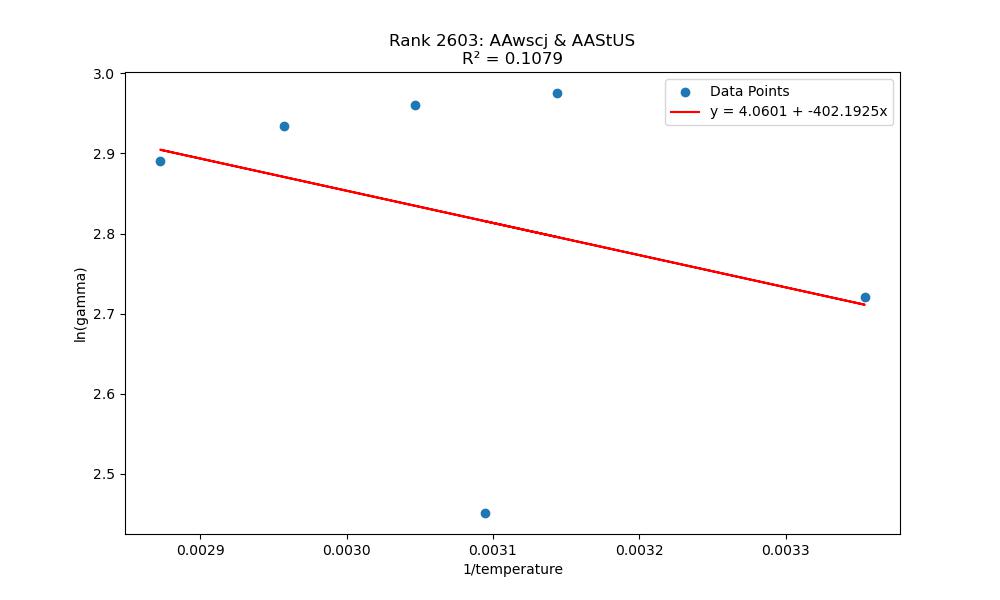 Rank 2603: AAwscj & AAStUS
R² = 0.1079
Data Points
y = 4.0601 + -402.1925x
3.0
2.9
2.8
2.7
2.6
2.5
ln(gamma)
0.0029 0.0030 0.0031 0.0032 0.0033
1/temperature